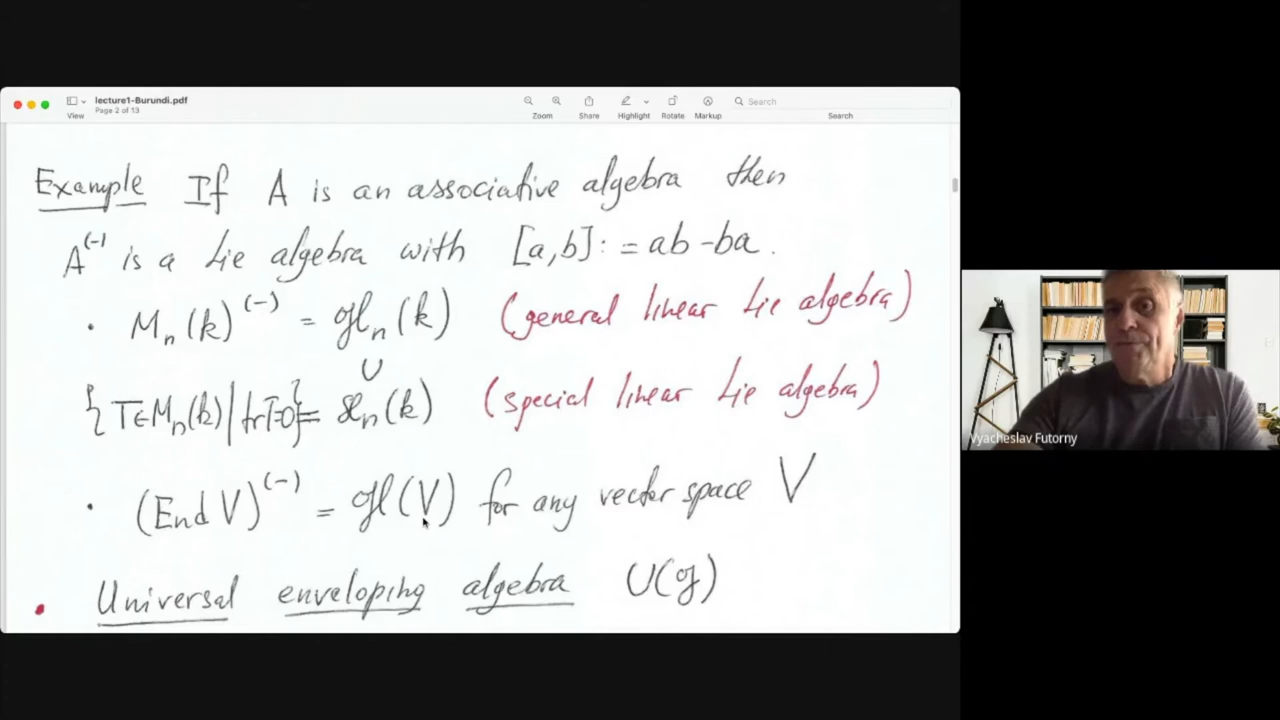 lecture1-Burundi.pdf
Page 2 of 13
View
Zoom
Share
Highlight
Rotate
Markup
Search
Search
Example If A is an associative algebra then
A^(-) is a Lie algebra with [a,b]:=ab-ba.
• M_n(k)^(-) = gl_n(k) (general linear Lie algebra)
∪
{T∈M_n(k)|trT=0}= sl_n(k) (special linear Lie algebra)
• (End V)^(-) = gl(V) for any vector space V
• Universal enveloping algebra U(g)
Vyacheslav Futorny